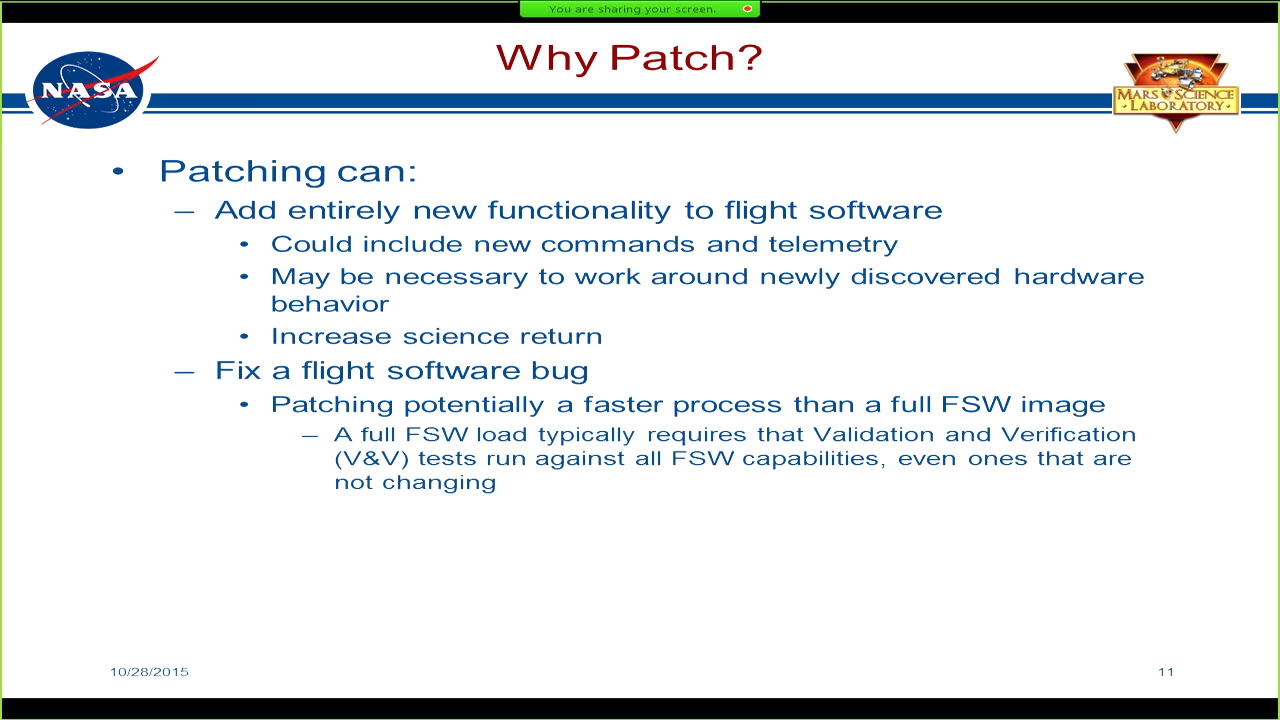 You are sharing your screen.
Why Patch?
NASA
MARS SCIENCE
LABORATORY
• Patching can:
– Add entirely new functionality to flight software
• Could include new commands and telemetry
• May be necessary to work around newly discovered hardware
behavior
• Increase science return
– Fix a flight software bug
• Patching potentially a faster process than a full FSW image
– A full FSW load typically requires that Validation and Verification
(V&V) tests run against all FSW capabilities, even ones that are
not changing
10/28/2015
11